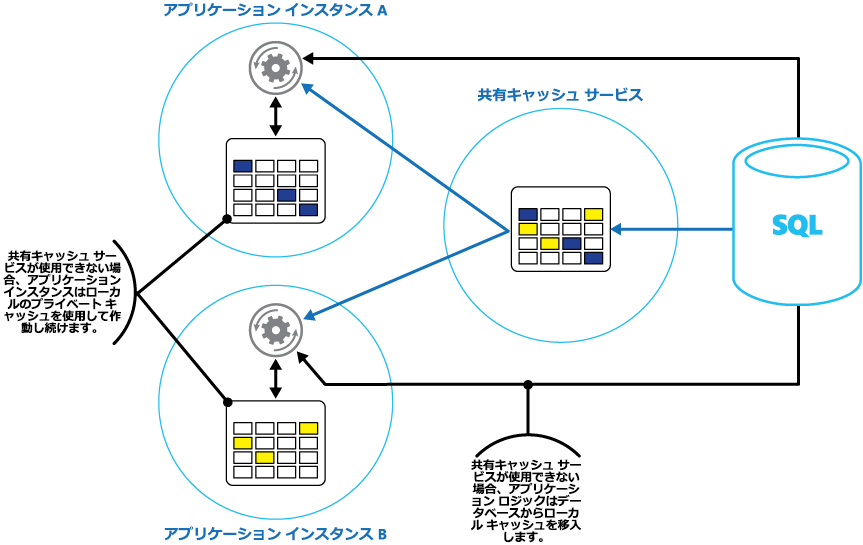 アプリケーション インスタンス A
共有キャッシュ サービス
SQL
共有キャッシュ サー
ビスが使用できない場
合、アプリケーション
インスタンスはローカ
ルのプライベート キ
ャッシュを使用して作
動し続けます。
共有キャッシュ サー
ビスが使用できない
場合、アプリケーシ
ョン ロジックはデー
タベースからローカ
ル キャッシュを移入
します。
アプリケーション インスタンス B